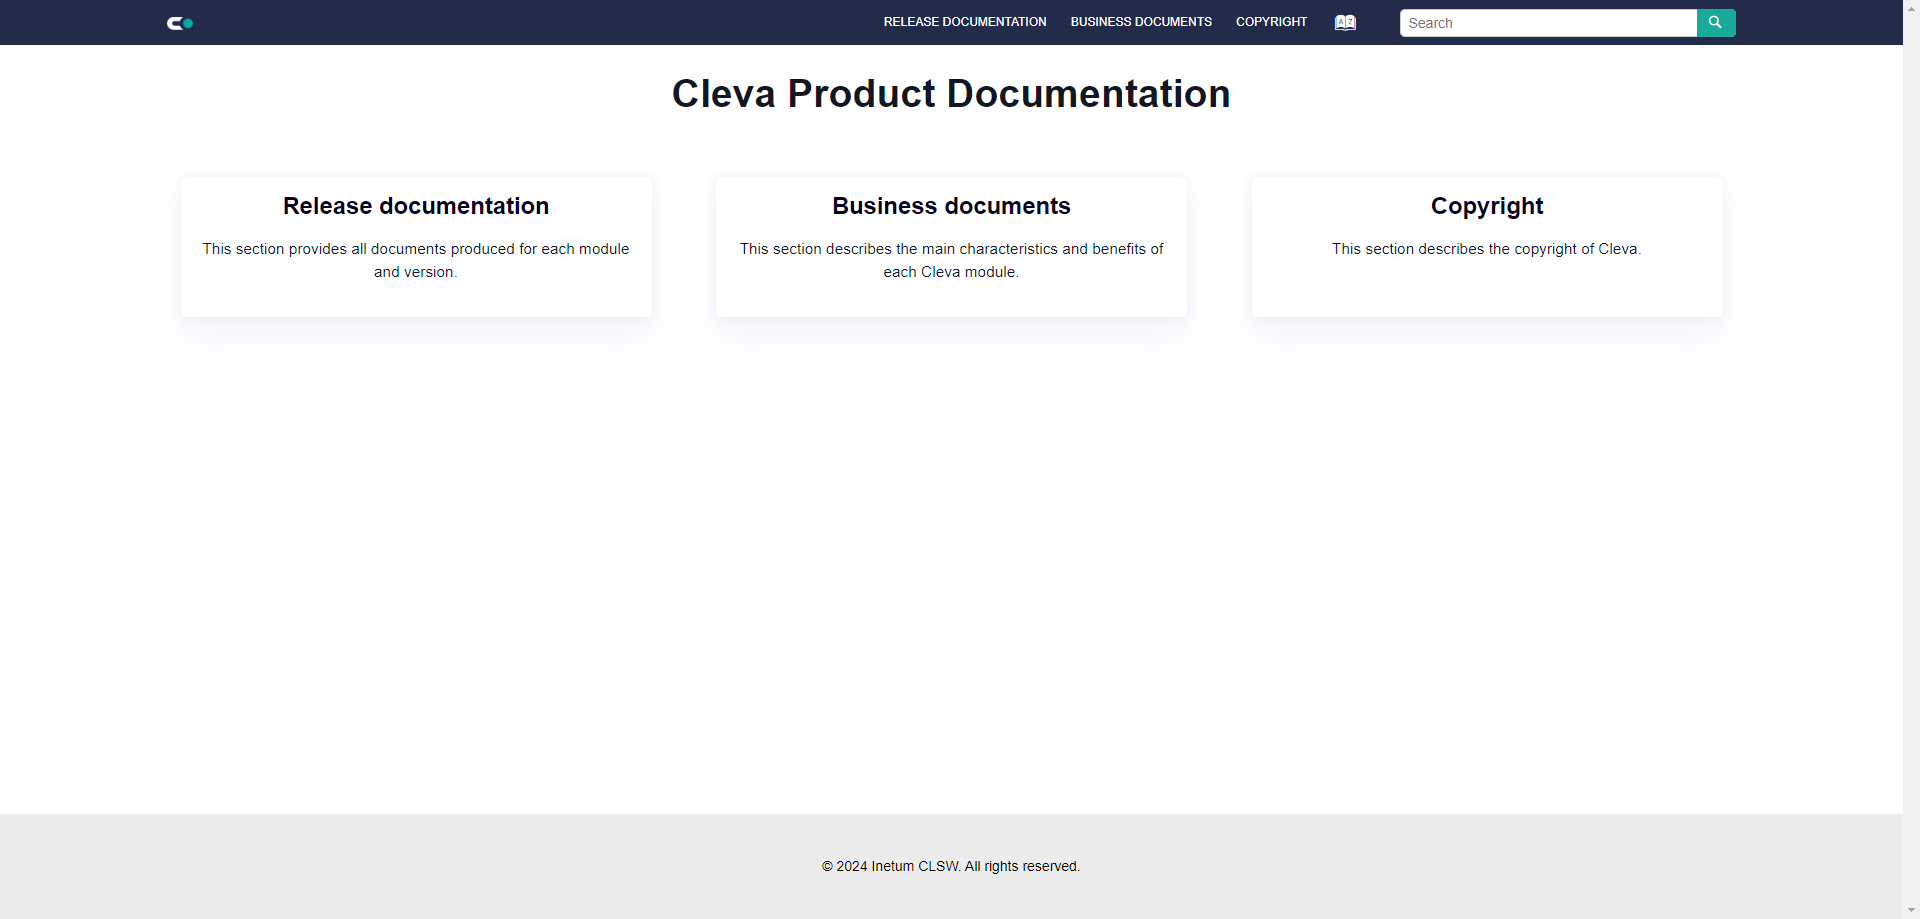 RELEASE DOCUMENTATION BUSINESS DOCUMENTS COPYRIGHT A Z Search
Cleva Product Documentation
Release documentation
This section provides all documents produced for each module
and version.
Business documents
This section describes the main characteristics and benefits of
each Cleva module.
Copyright
This section describes the copyright of Cleva.
© 2024 Inetum CLSW. All rights reserved.